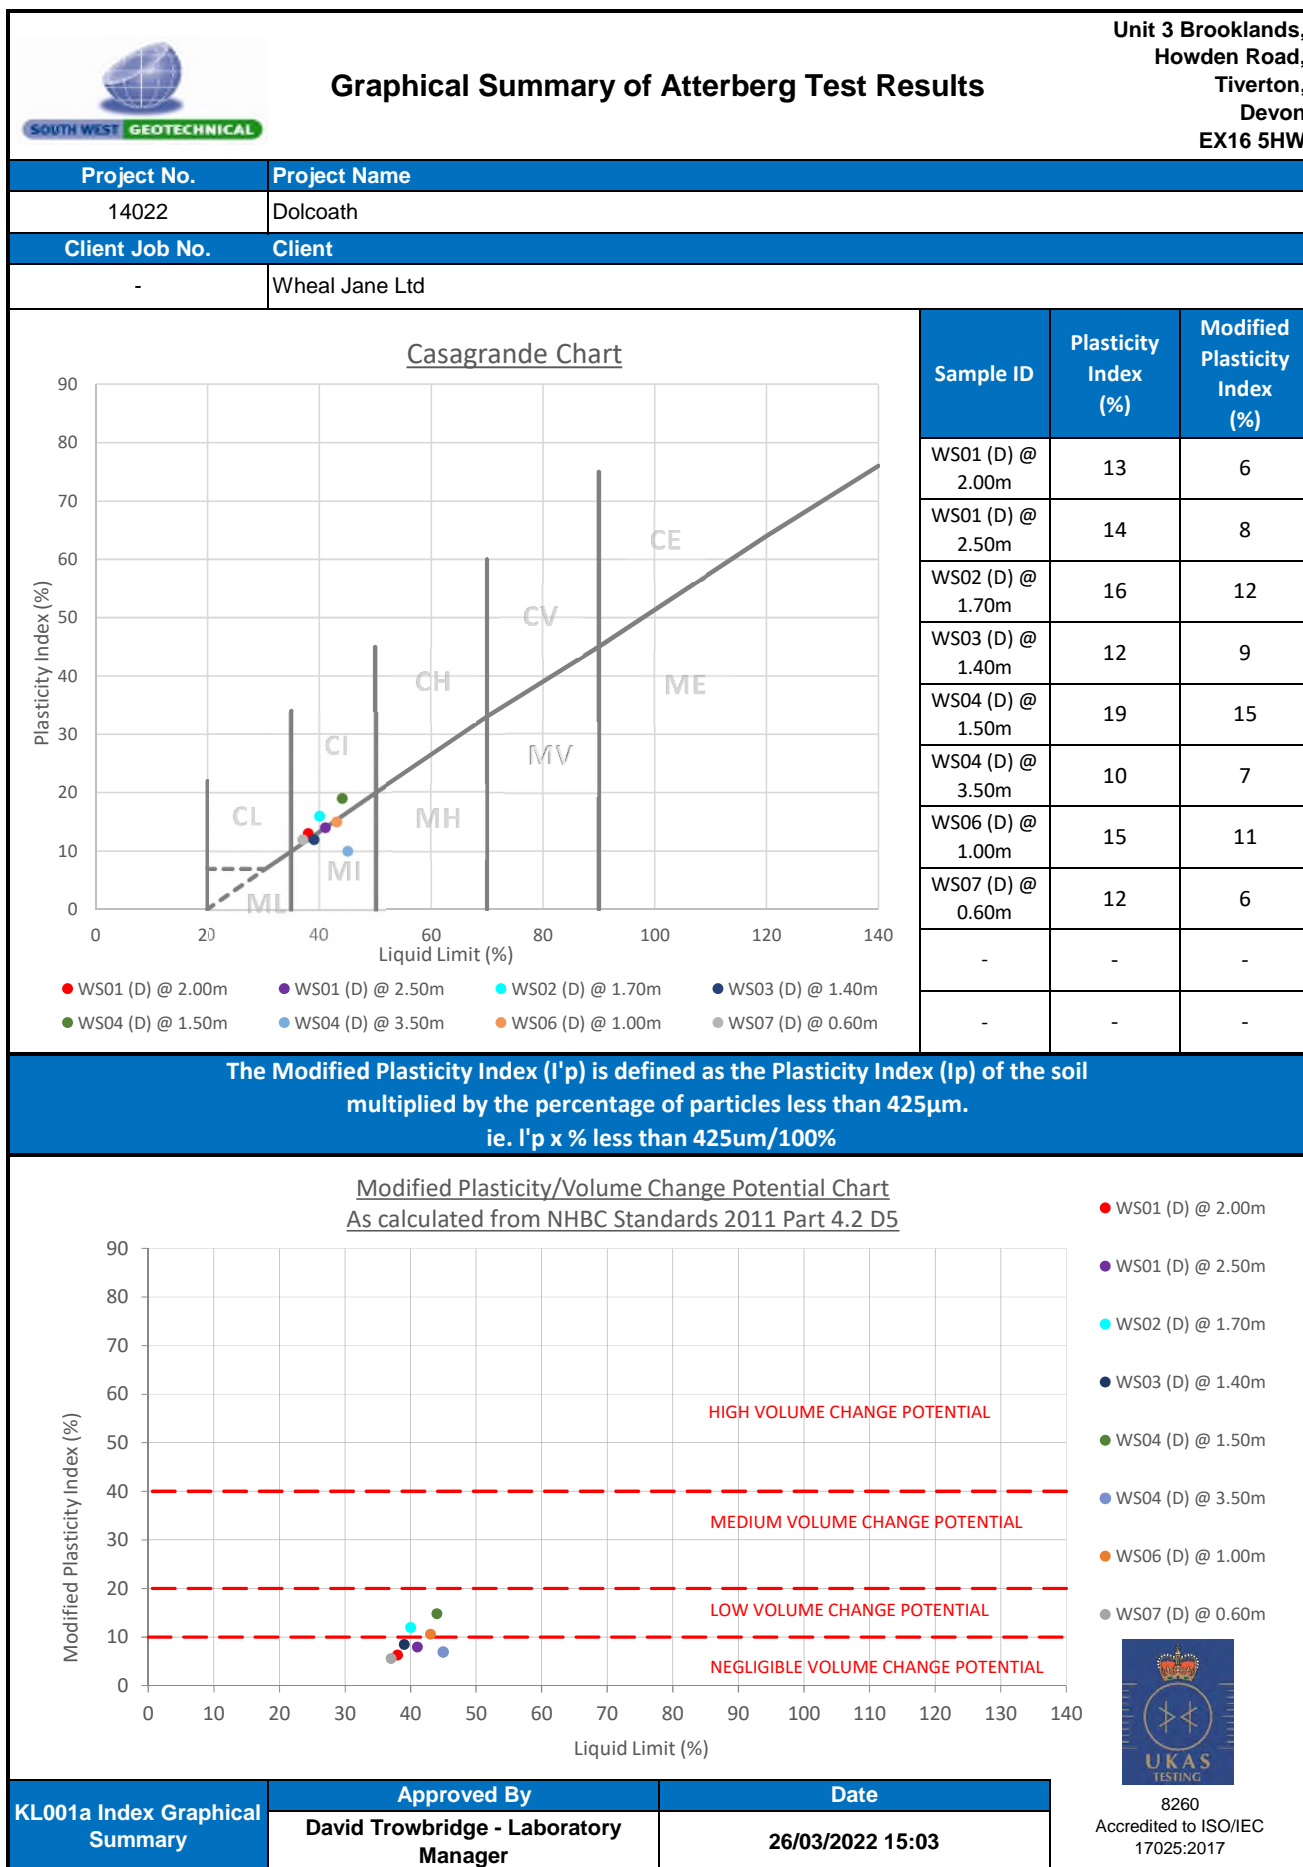 SOUTH WEST GEOTECHNICAL
Graphical Summary of Atterberg Test Results
Unit 3 Brooklands,
Howden Road,
Tiverton,
Devon
EX16 5HW
Project No. Project Name
14022 Dolcoath
Client Job No. Client
- Wheal Jane Ltd
Casagrande Chart
90
80
70
60
50
40
30
20
10
0
Plasticity Index (%)
CE
CV
CH
ME
CI
MV
CL
MH
MI
ML
0 20 40 60 80 100 120 140
Liquid Limit (%)
WS01 (D) @ 2.00m WS01 (D) @ 2.50m WS02 (D) @ 1.70m WS03 (D) @ 1.40m
WS04 (D) @ 1.50m WS04 (D) @ 3.50m WS06 (D) @ 1.00m WS07 (D) @ 0.60m
Sample ID
Plasticity
Index
(%)
Modified
Plasticity
Index
(%)
WS01 (D) @
2.00m
13 6
WS01 (D) @
2.50m
14 8
WS02 (D) @
1.70m
16 12
WS03 (D) @
1.40m
12 9
WS04 (D) @
1.50m
19 15
WS04 (D) @
3.50m
10 7
WS06 (D) @
1.00m
15 11
WS07 (D) @
0.60m
12 6
- - -
- - -
The Modified Plasticity Index (I'p) is defined as the Plasticity Index (Ip) of the soil
multiplied by the percentage of particles less than 425µm.
ie. I'p x % less than 425um/100%
Modified Plasticity/Volume Change Potential Chart
As calculated from NHBC Standards 2011 Part 4.2 D5
90
80
70
60
50
40
30
20
10
0
Modified Plasticity Index (%)
HIGH VOLUME CHANGE POTENTIAL
MEDIUM VOLUME CHANGE POTENTIAL
LOW VOLUME CHANGE POTENTIAL
NEGLIGIBLE VOLUME CHANGE POTENTIAL
0 10 20 30 40 50 60 70 80 90 100 110 120 130 140
Liquid Limit (%)
WS01 (D) @ 2.00m
WS01 (D) @ 2.50m
WS02 (D) @ 1.70m
WS03 (D) @ 1.40m
WS04 (D) @ 1.50m
WS04 (D) @ 3.50m
WS06 (D) @ 1.00m
WS07 (D) @ 0.60m
UKAS
TESTING
8260
Accredited to ISO/IEC
17025:2017
KL001a Index Graphical
Summary
Approved By
David Trowbridge - Laboratory
Manager
Date
26/03/2022 15:03